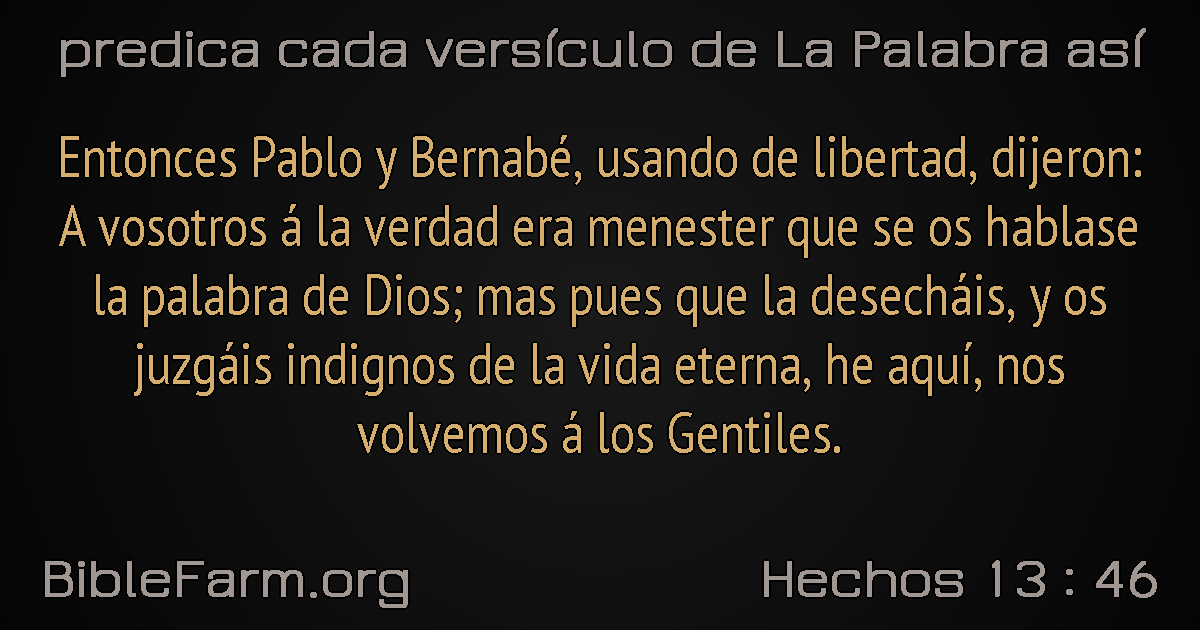 predica cada versículo de La Palabra así
Entonces Pablo y Bernabé, usando de libertad, dijeron:
A vosotros á la verdad era menester que se os hablase
la palabra de Dios; mas pues que la desecháis, y os
juzgáis indignos de la vida eterna, he aquí, nos
volvemos á los Gentiles.
BibleFarm.org
Hechos 13 : 46